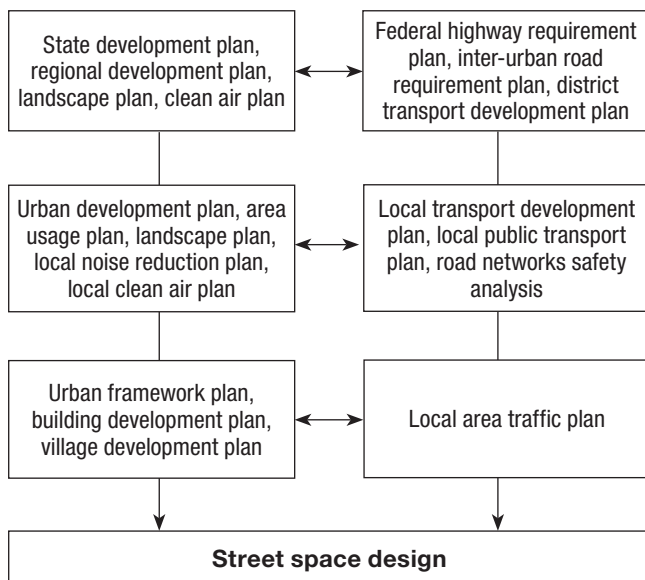 State development plan,
regional development plan,
landscape plan, clean air plan
Federal highway requirement
plan, inter-urban road
requirement plan, district
transport development plan
Urban development plan, area
usage plan, landscape plan,
local noise reduction plan,
local clean air plan
Local transport development
plan, local public transport
plan, road networks safety
analysis
Urban framework plan,
building development plan,
village development plan
Local area traffic plan
Street space design